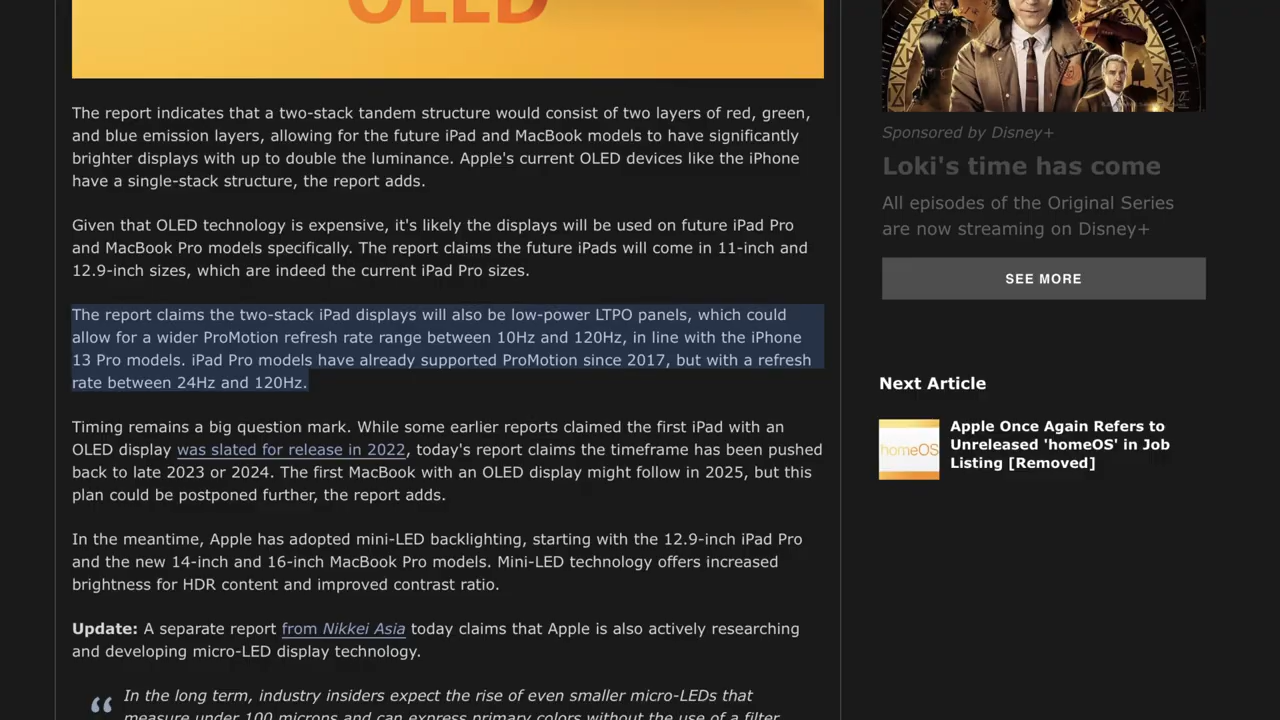 OLED
The report indicates that a two-stack tandem structure would consist of two layers of red, green,
and blue emission layers, allowing for the future iPad and MacBook models to have significantly
brighter displays with up to double the luminance. Apple's current OLED devices like the iPhone
have a single-stack structure, the report adds.
Given that OLED technology is expensive, it's likely the displays will be used on future iPad Pro
and MacBook Pro models specifically. The report claims the future iPads will come in 11-inch and
12.9-inch sizes, which are indeed the current iPad Pro sizes.
The report claims the two-stack iPad displays will also be low-power LTPO panels, which could
allow for a wider ProMotion refresh rate range between 10Hz and 120Hz, in line with the iPhone
13 Pro models. iPad Pro models have already supported ProMotion since 2017, but with a refresh
rate between 24Hz and 120Hz.
Timing remains a big question mark. While some earlier reports claimed the first iPad with an
OLED display was slated for release in 2022, today's report claims the timeframe has been pushed
back to late 2023 or 2024. The first MacBook with an OLED display might follow in 2025, but this
plan could be postponed further, the report adds.
In the meantime, Apple has adopted mini-LED backlighting, starting with the 12.9-inch iPad Pro
and the new 14-inch and 16-inch MacBook Pro models. Mini-LED technology offers increased
brightness for HDR content and improved contrast ratio.
Update: A separate report from Nikkei Asia today claims that Apple is also actively researching
and developing micro-LED display technology.
“ In the long term, industry insiders expect the rise of even smaller micro-LEDs that
measure under 100 microns and can express primary colors without the use of a filter.
Sponsored by Disney+
Loki's time has come
All episodes of the Original Series
are now streaming on Disney+
SEE MORE
Next Article
homeOS
Apple Once Again Refers to
Unreleased 'homeOS' in Job
Listing [Removed]